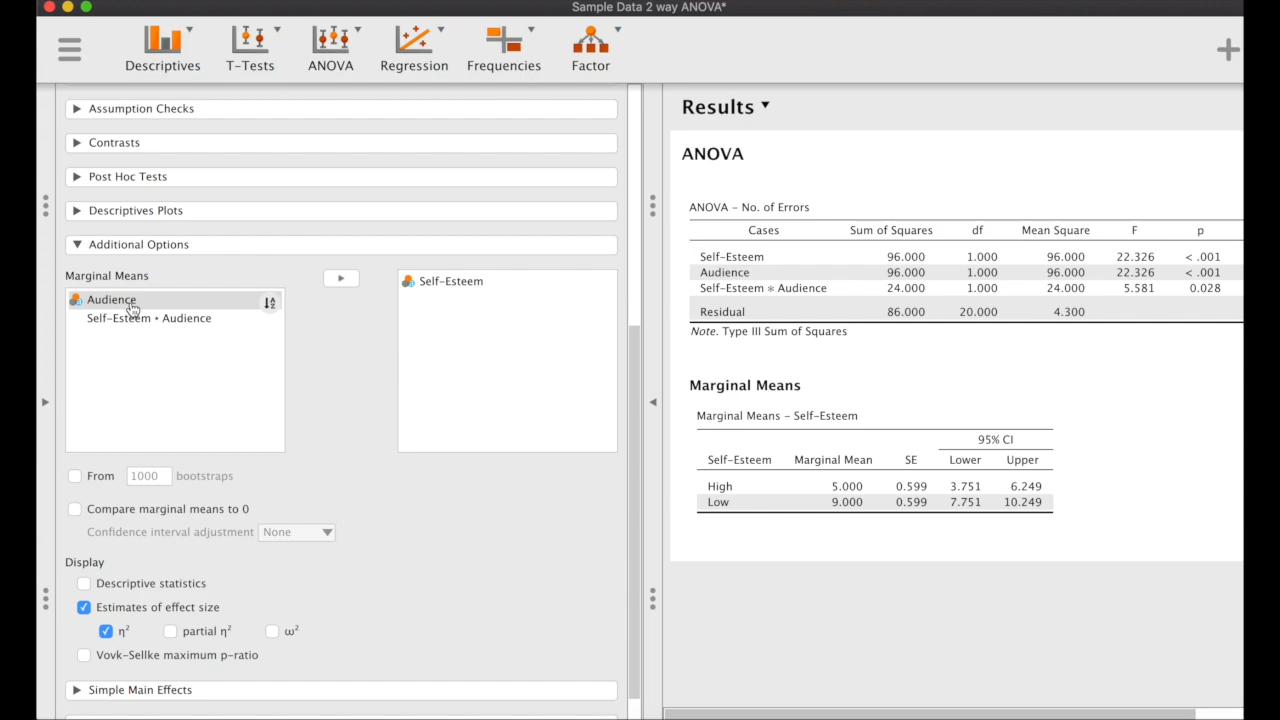 Sample Data 2 way ANOVA*
Descriptives T-Tests ANOVA Regression Frequencies Factor
Assumption Checks
Contrasts
Post Hoc Tests
Descriptives Plots
Additional Options
Marginal Means
Audience
Self-Esteem * Audience
Self-Esteem
From 1000 bootstraps
Compare marginal means to 0
Confidence interval adjustment None
Display
Descriptive statistics
Estimates of effect size
η² partial η² ω²
Vovk-Sellke maximum p-ratio
Simple Main Effects
Results
ANOVA
ANOVA – No. of Errors
Cases Sum of Squares df Mean Square F p
Self-Esteem 96.000 1.000 96.000 22.326 < .001
Audience 96.000 1.000 96.000 22.326 < .001
Self-Esteem * Audience 24.000 1.000 24.000 5.581 0.028
Residual 86.000 20.000 4.300
Note. Type III Sum of Squares
Marginal Means
Marginal Means – Self-Esteem
95% CI
Self-Esteem Marginal Mean SE Lower Upper
High 5.000 0.599 3.751 6.249
Low 9.000 0.599 7.751 10.249